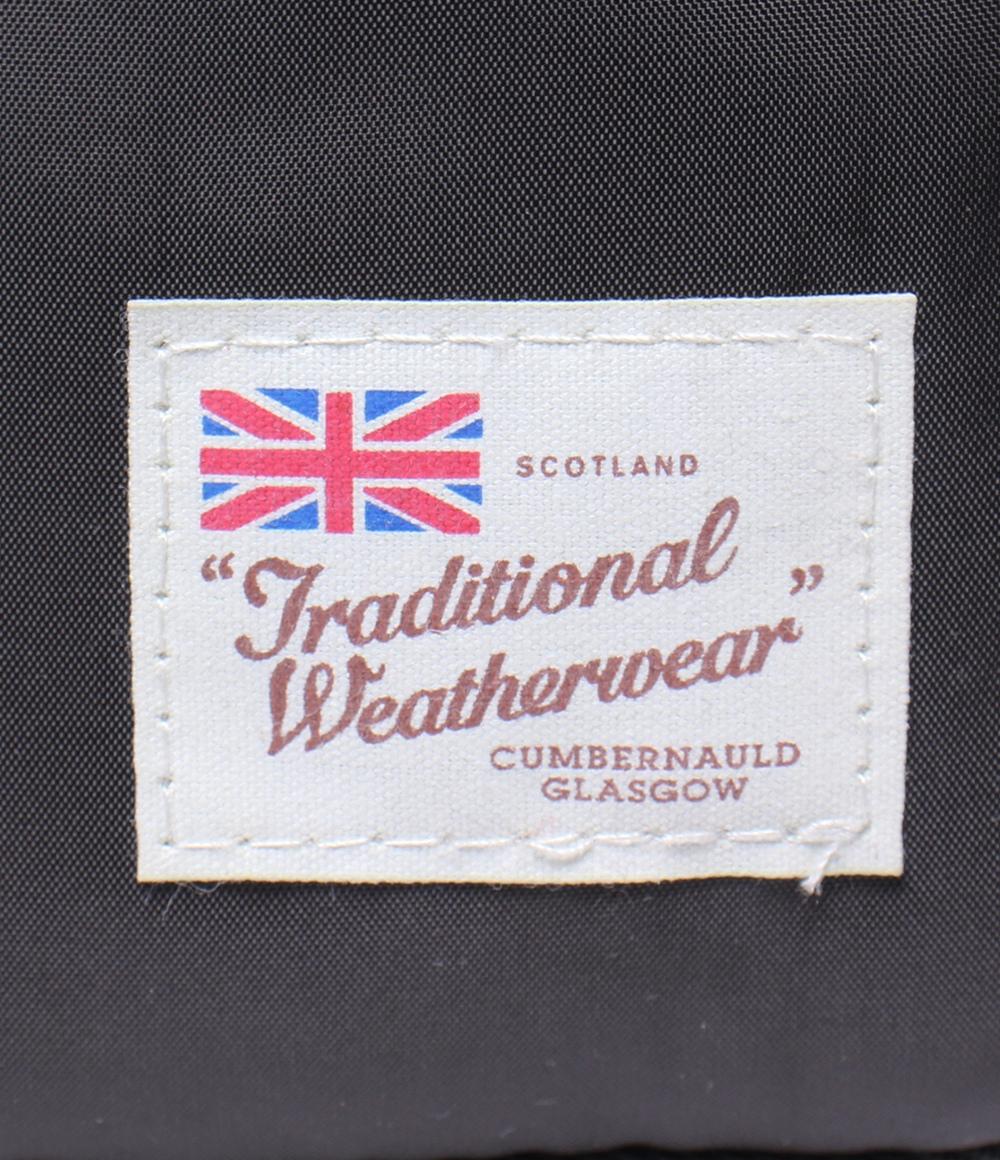 SCOTLAND
“Traditional
Weatherwear”
CUMBERNAULD
GLASGOW